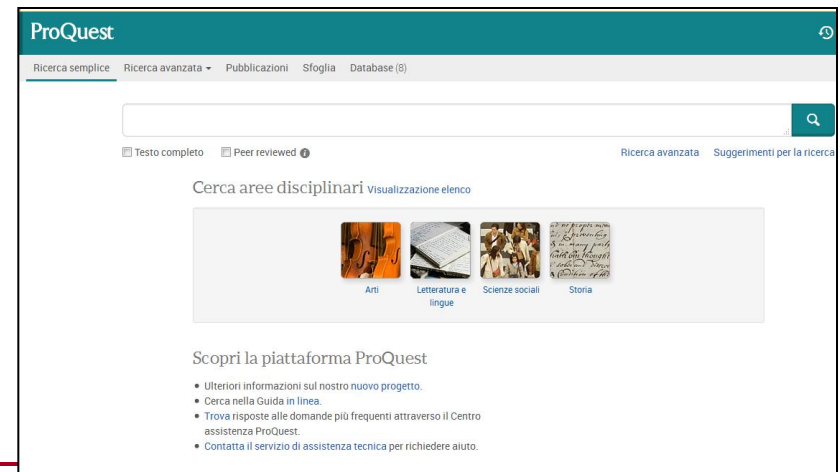 ProQuest
Ricerca semplice Ricerca avanzata Pubblicazioni Sfoglia Database (8)
Testo completo Peer reviewed Ricerca avanzata Suggerimenti per la ricerca
Cerca aree disciplinari Visualizzazione elenco
Arti Letteratura e lingue Scienze sociali Storia
Scopri la piattaforma ProQuest
Ulteriori informazioni sul nostro nuovo progetto.
Cerca nella Guida in linea.
Trova risposte alle domande più frequenti attraverso il Centro
assistenza ProQuest.
Contatta il servizio di assistenza tecnica per richiedere aiuto.